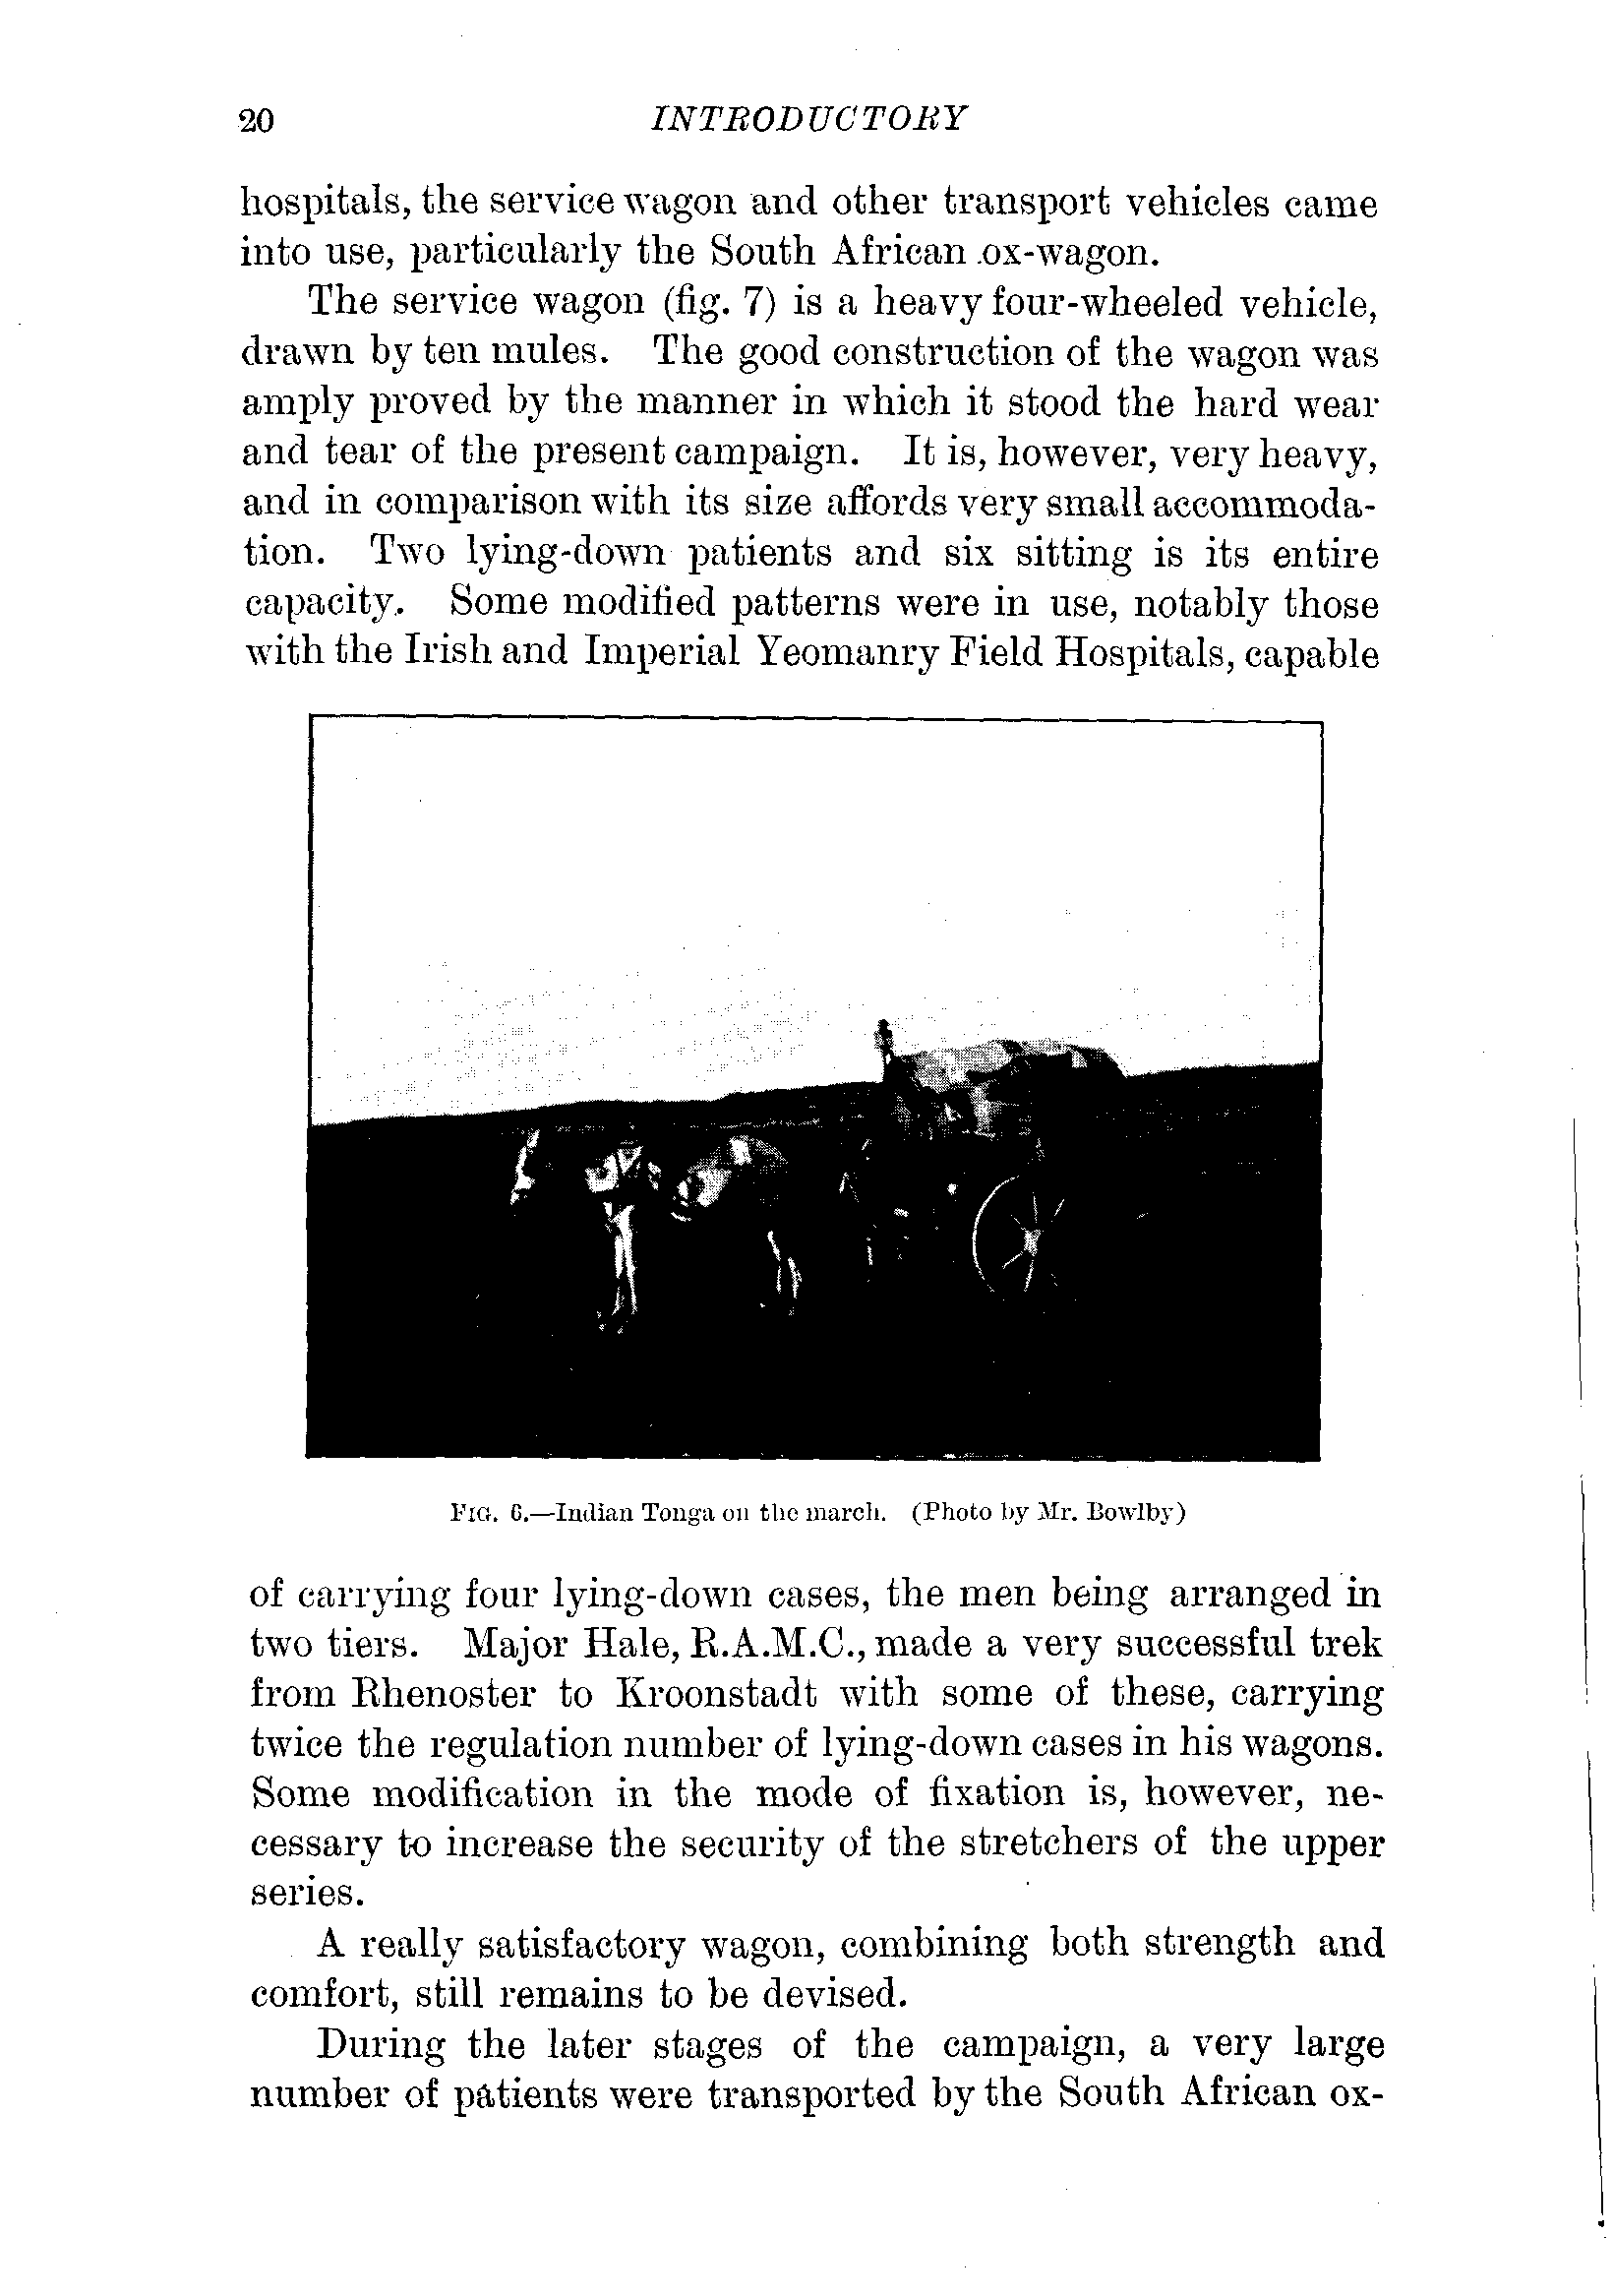 20 INTRODUCTORY
hospitals, the service wagon and other transport vehicles came
into use, particularly the South African ox-wagon.
The service wagon (fig. 7) is a heavy four-wheeled vehicle,
drawn by ten mules. The good construction of the wagon was
amply proved by the manner in which it stood the hard wear
and tear of the present campaign. It is, however, very heavy,
and in comparison with its size affords very small accommoda-
tion. Two lying-down patients and six sitting is its entire
capacity. Some modified patterns were in use, notably those
with the Irish and Imperial Yeomanry Field Hospitals, capable
FIG. 6.—Indian Tonga on the march. (Photo by Mr. Bowlby)
of carrying four lying-down cases, the men being arranged in
two tiers. Major Hale, R.A.M.C., made a very successful trek
from Rhenoster to Kroonstadt with some of these, carrying
twice the regulation number of lying-down cases in his wagons.
Some modification in the mode of fixation is, however, ne-
cessary to increase the security of the stretchers of the upper
series.
A really satisfactory wagon, combining both strength and
comfort, still remains to be devised.
During the later stages of the campaign, a very large
number of patients were transported by the South African ox-